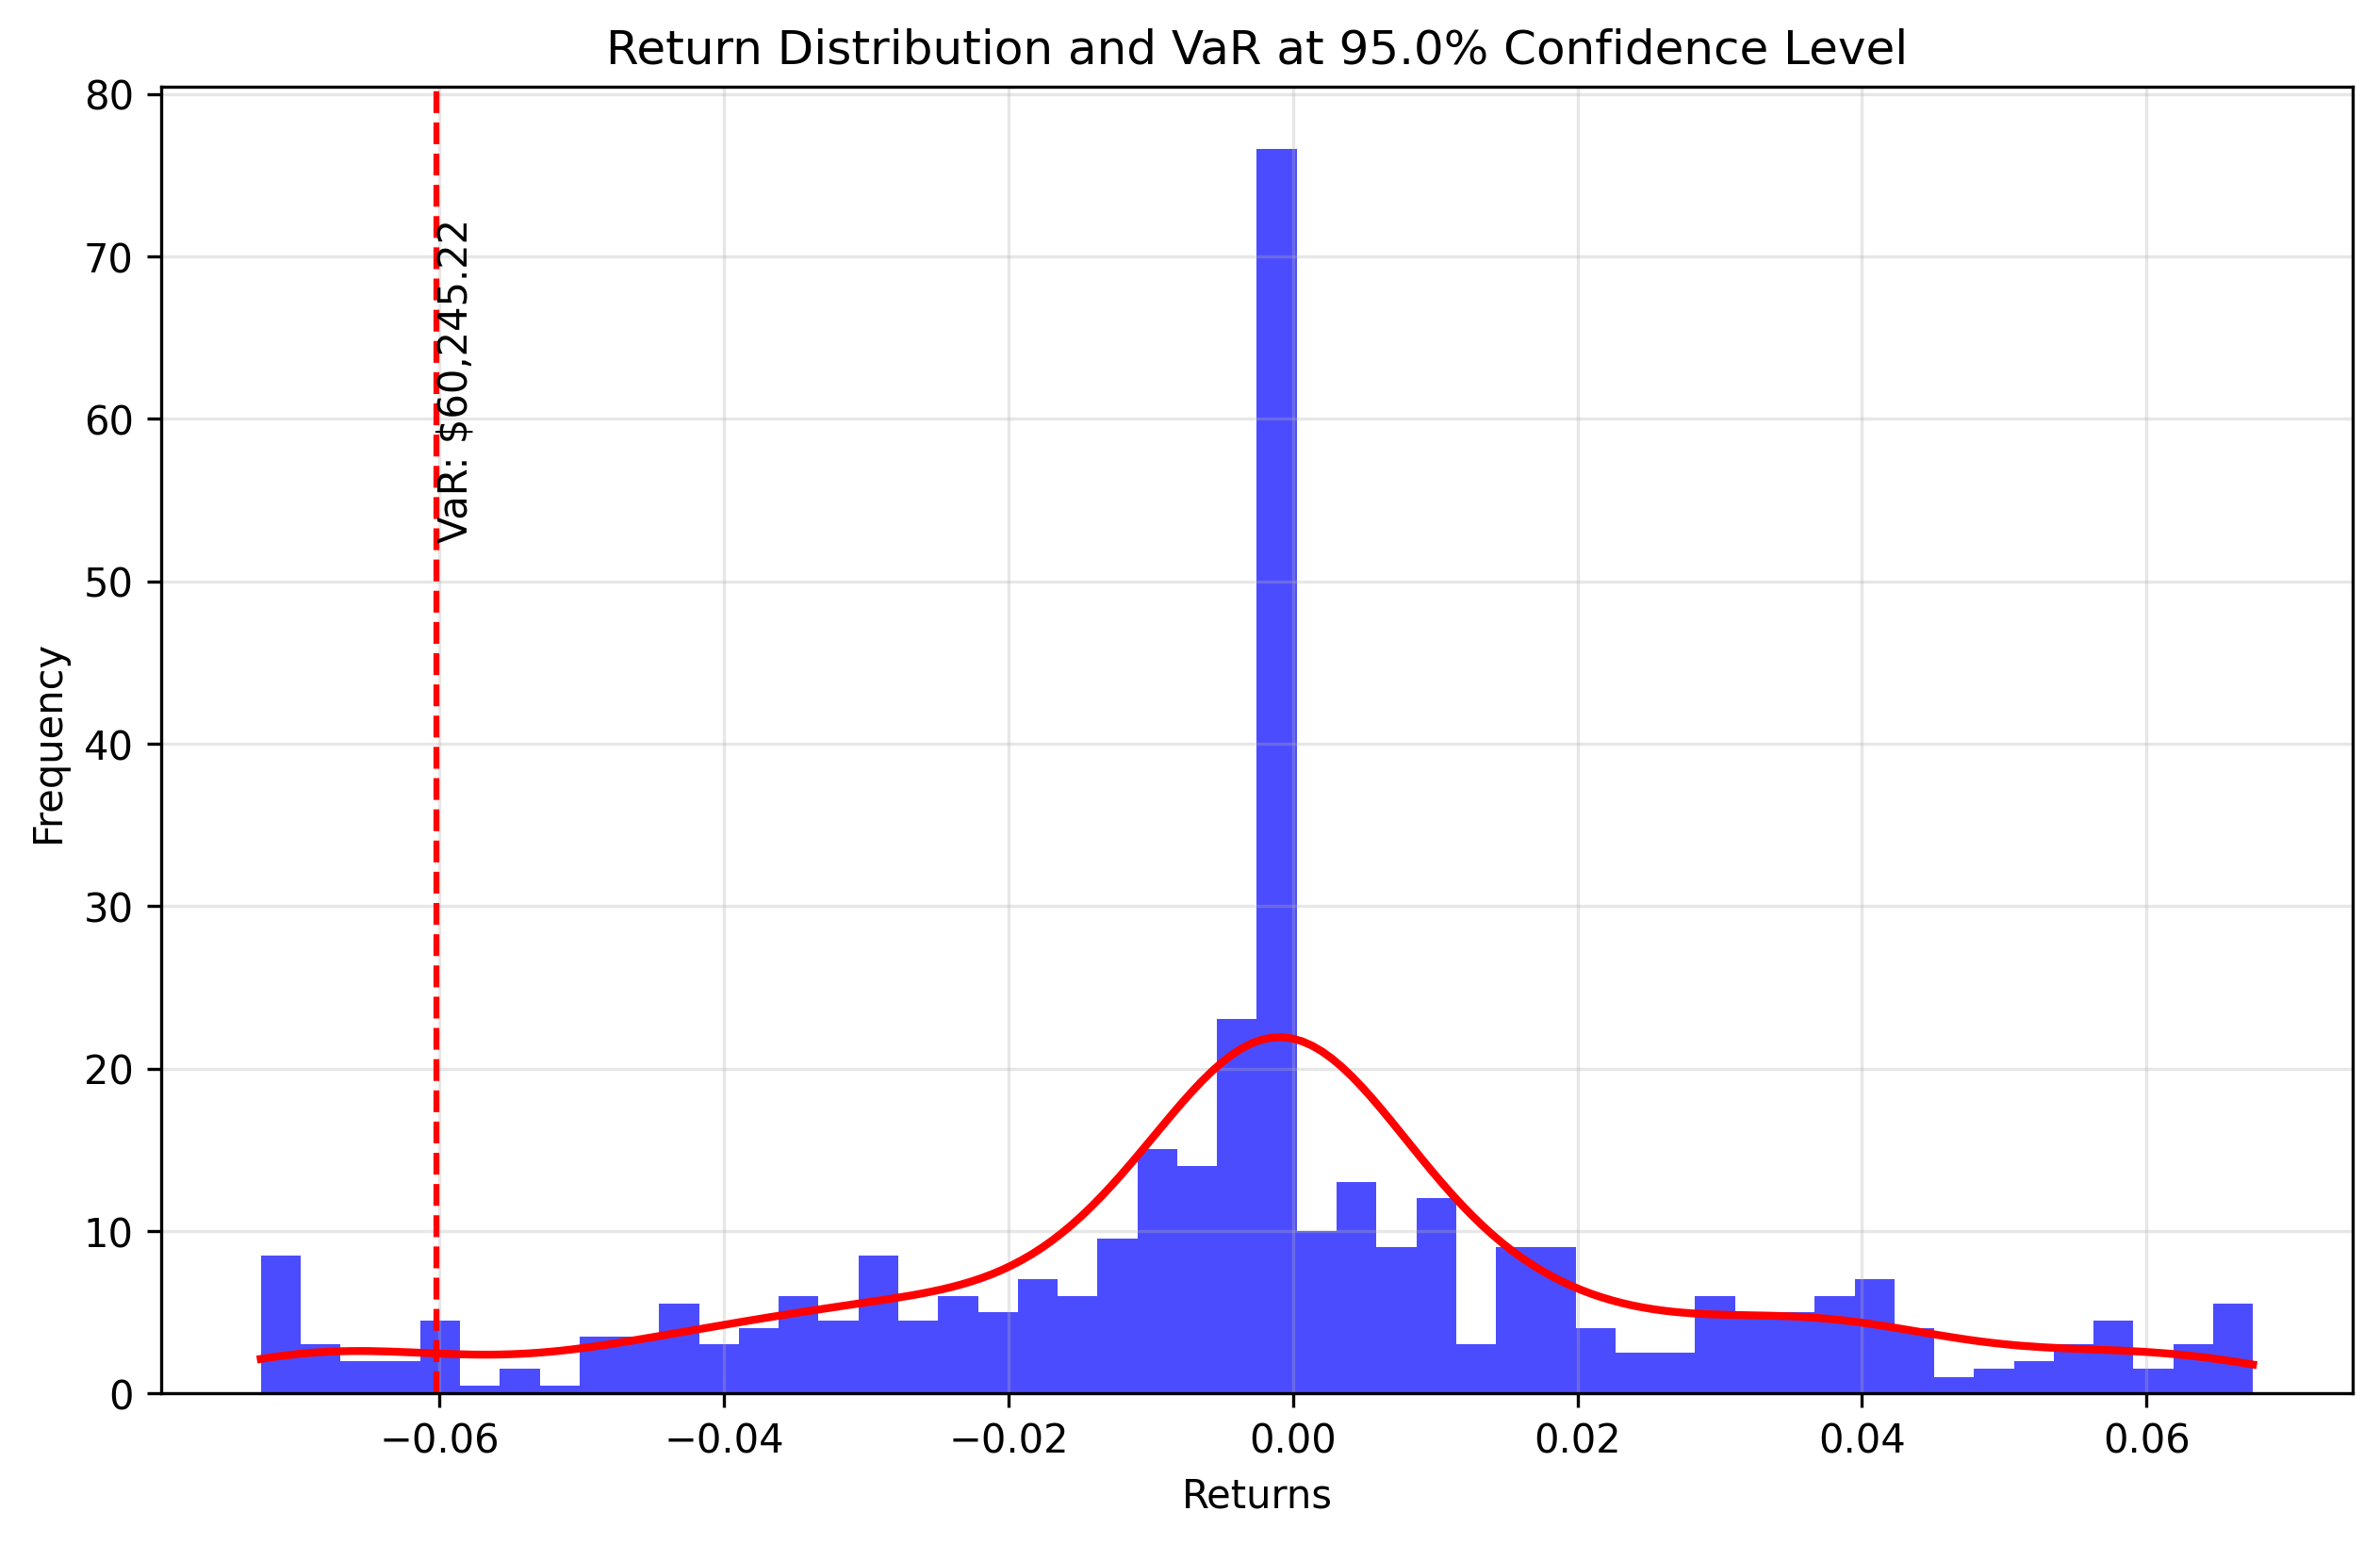 Return Distribution and VaR at 95.0% Confidence Level
80
70
60
50
40
30
20
10
0
Frequency
VaR: $60,245.22
−0.06 −0.04 −0.02 0.00 0.02 0.04 0.06
Returns